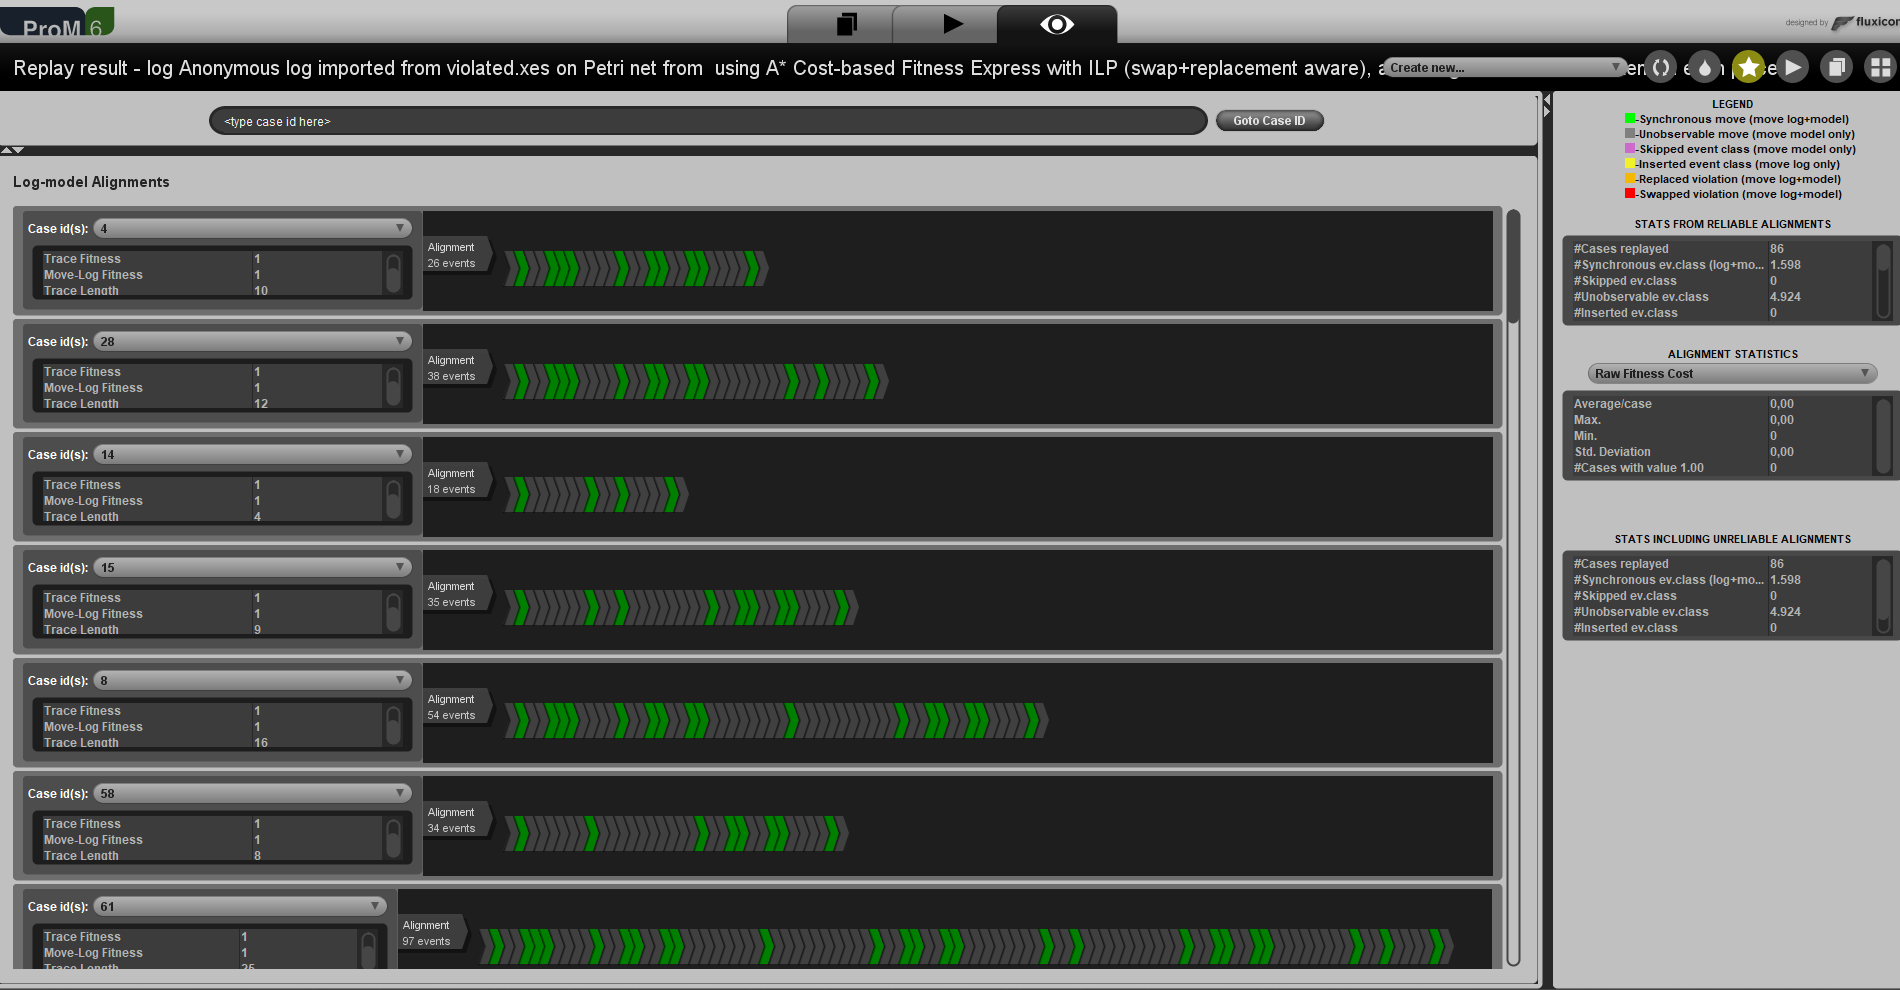 ProM 6
designed by fluxicon
Replay result - log Anonymous log imported from violated.xes on Petri net from using A* Cost-based Fitness Express with ILP (swap+replacement aware),
Create new...
<type case id here>
Goto Case ID
Log-model Alignments
Case id(s): 4
Trace Fitness 1
Move-Log Fitness 1
Trace Length 10
Alignment
26 events
Case id(s): 28
Trace Fitness 1
Move-Log Fitness 1
Trace Length 12
Alignment
38 events
Case id(s): 14
Trace Fitness 1
Move-Log Fitness 1
Trace Length 4
Alignment
18 events
Case id(s): 15
Trace Fitness 1
Move-Log Fitness 1
Trace Length 9
Alignment
35 events
Case id(s): 8
Trace Fitness 1
Move-Log Fitness 1
Trace Length 16
Alignment
54 events
Case id(s): 58
Trace Fitness 1
Move-Log Fitness 1
Trace Length 8
Alignment
34 events
Case id(s): 61
Trace Fitness 1
Move-Log Fitness 1
Trace Length 25
Alignment
97 events
LEGEND
-Synchronous move (move log+model)
-Unobservable move (move model only)
-Skipped event class (move model only)
-Inserted event class (move log only)
-Replaced violation (move log+model)
-Swapped violation (move log+model)
STATS FROM RELIABLE ALIGNMENTS
#Cases replayed 86
#Synchronous ev.class (log+mo... 1.598
#Skipped ev.class 0
#Unobservable ev.class 4.924
#Inserted ev.class 0
ALIGNMENT STATISTICS
Raw Fitness Cost
Average/case 0,00
Max. 0,00
Min. 0
Std. Deviation 0,00
#Cases with value 1.00 0
STATS INCLUDING UNRELIABLE ALIGNMENTS
#Cases replayed 86
#Synchronous ev.class (log+mo... 1.598
#Skipped ev.class 0
#Unobservable ev.class 4.924
#Inserted ev.class 0